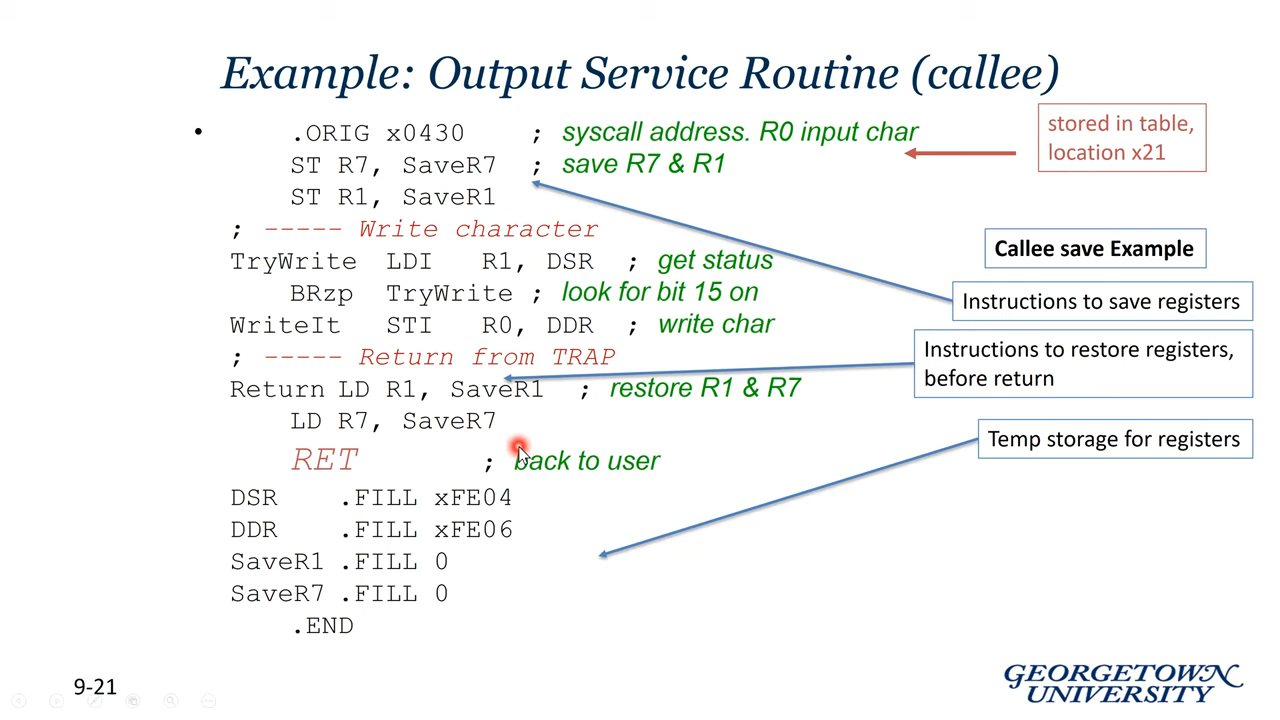 Example: Output Service Routine (callee)
• .ORIG x0430 ; syscall address. R0 input char
stored in table,
location x21
ST R7, SaveR7 ; save R7 & R1
ST R1, SaveR1
; ----- Write character
Callee save Example
TryWrite LDI R1, DSR ; get status
BRzp TryWrite ; look for bit 15 on
Instructions to save registers
WriteIt STI R0, DDR ; write char
; ----- Return from TRAP
Instructions to restore registers,
before return
Return LD R1, SaveR1 ; restore R1 & R7
LD R7, SaveR7
Temp storage for registers
RET ; back to user
DSR .FILL xFE04
DDR .FILL xFE06
SaveR1 .FILL 0
SaveR7 .FILL 0
.END
9-21
GEORGETOWN
UNIVERSITY